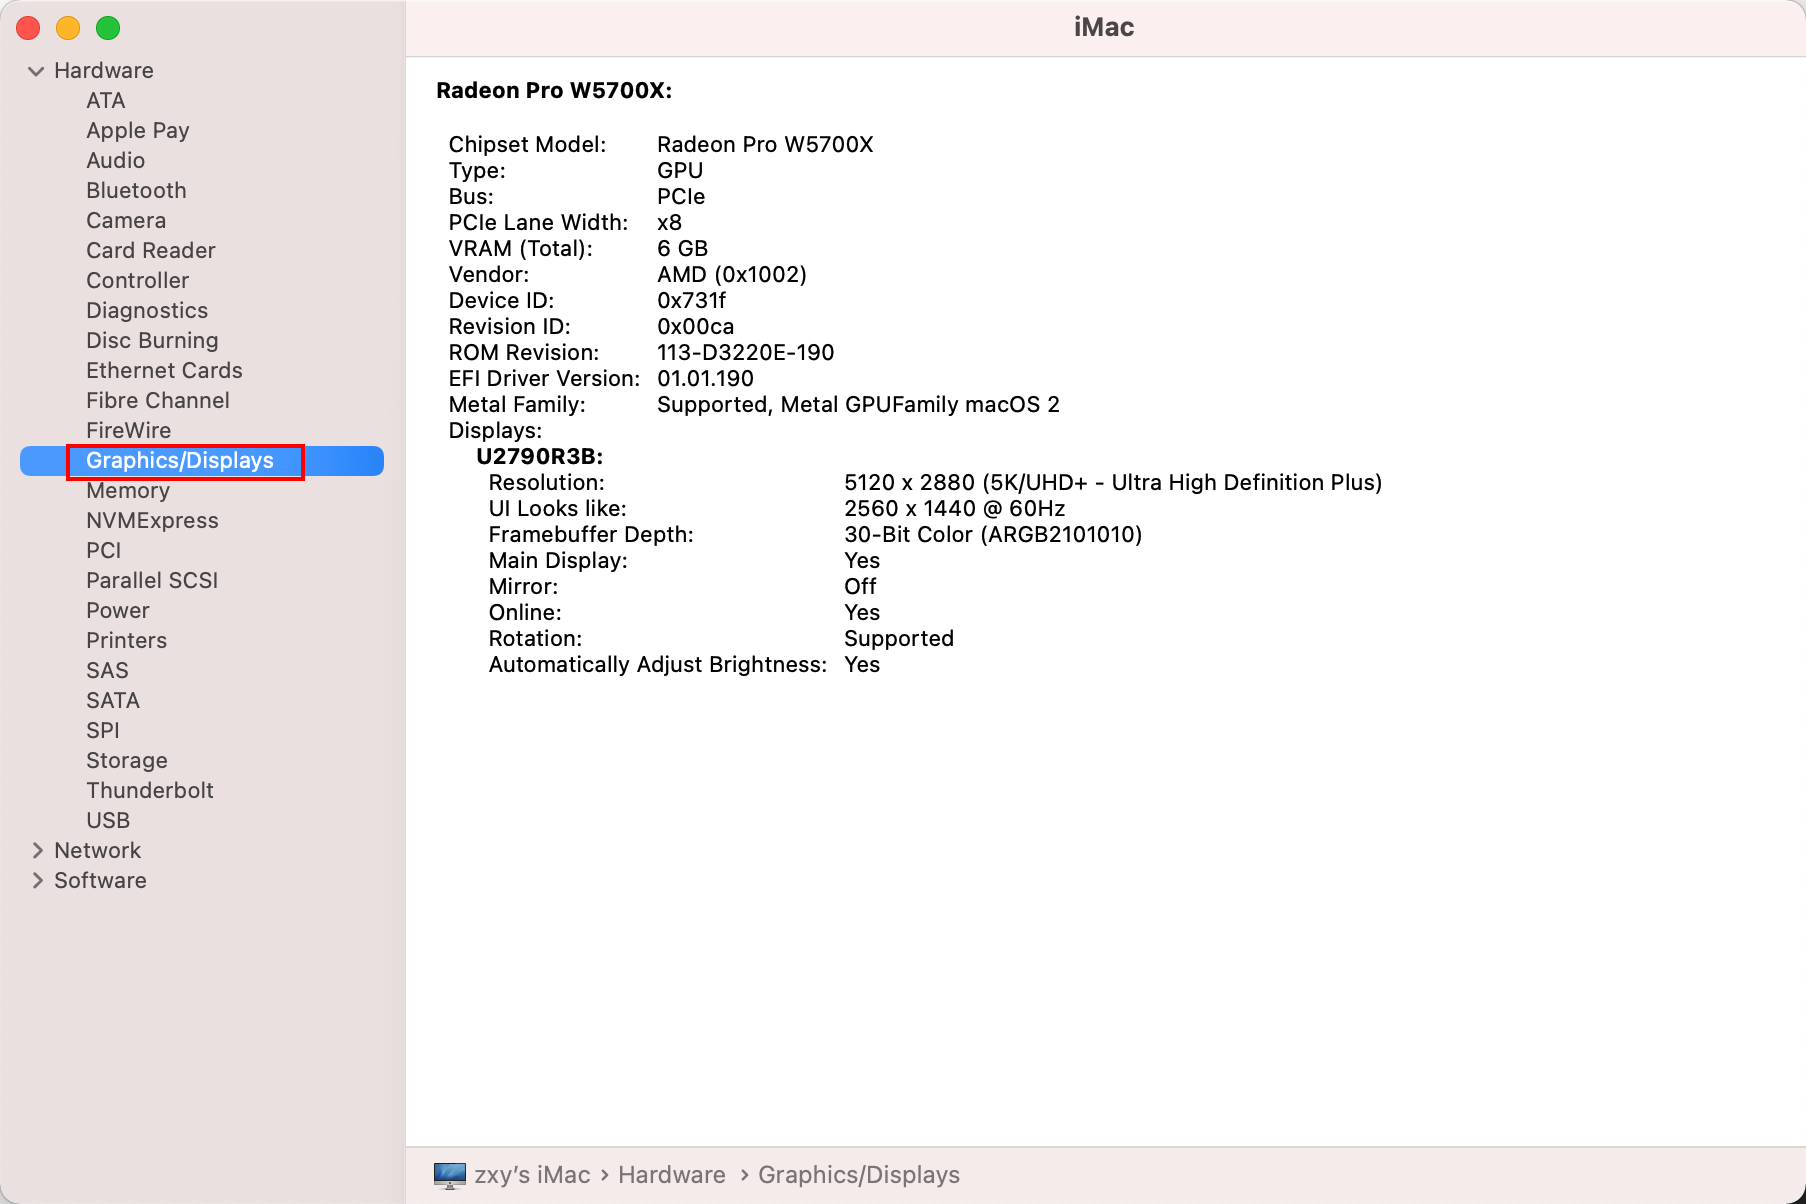 iMac
Hardware
ATA
Apple Pay
Audio
Bluetooth
Camera
Card Reader
Controller
Diagnostics
Disc Burning
Ethernet Cards
Fibre Channel
FireWire
Graphics/Displays
Memory
NVMExpress
PCI
Parallel SCSI
Power
Printers
SAS
SATA
SPI
Storage
Thunderbolt
USB
Network
Software
Radeon Pro W5700X:
Chipset Model: Radeon Pro W5700X
Type: GPU
Bus: PCIe
PCIe Lane Width: x8
VRAM (Total): 6 GB
Vendor: AMD (0x1002)
Device ID: 0x731f
Revision ID: 0x00ca
ROM Revision: 113-D3220E-190
EFI Driver Version: 01.01.190
Metal Family: Supported, Metal GPUFamily macOS 2
Displays:
U2790R3B:
Resolution: 5120 x 2880 (5K/UHD+ - Ultra High Definition Plus)
UI Looks like: 2560 x 1440 @ 60Hz
Framebuffer Depth: 30-Bit Color (ARGB2101010)
Main Display: Yes
Mirror: Off
Online: Yes
Rotation: Supported
Automatically Adjust Brightness: Yes
zxy’s iMac › Hardware › Graphics/Displays